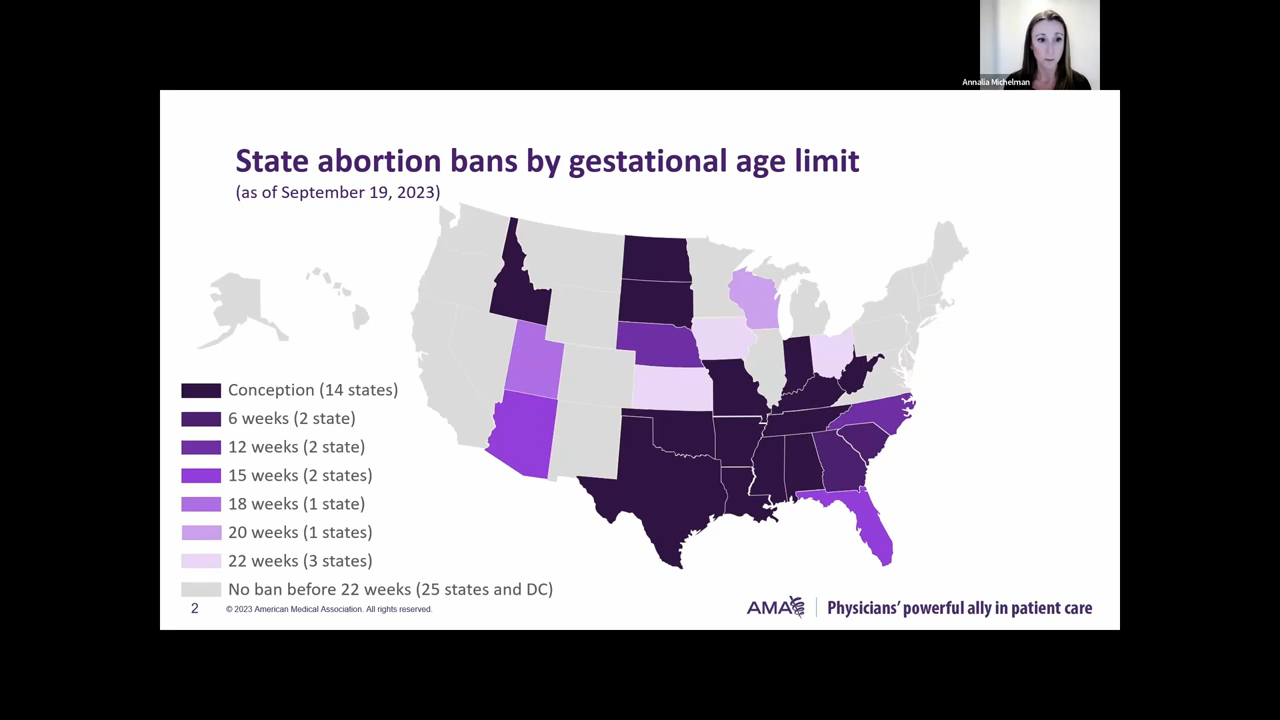 Annalia Michelman
State abortion bans by gestational age limit
(as of September 19, 2023)
Conception (14 states)
6 weeks (2 state)
12 weeks (2 state)
15 weeks (2 states)
18 weeks (1 state)
20 weeks (1 states)
22 weeks (3 states)
No ban before 22 weeks (25 states and DC)
2
© 2023 American Medical Association. All rights reserved.
AMA
Physicians’ powerful ally in patient care